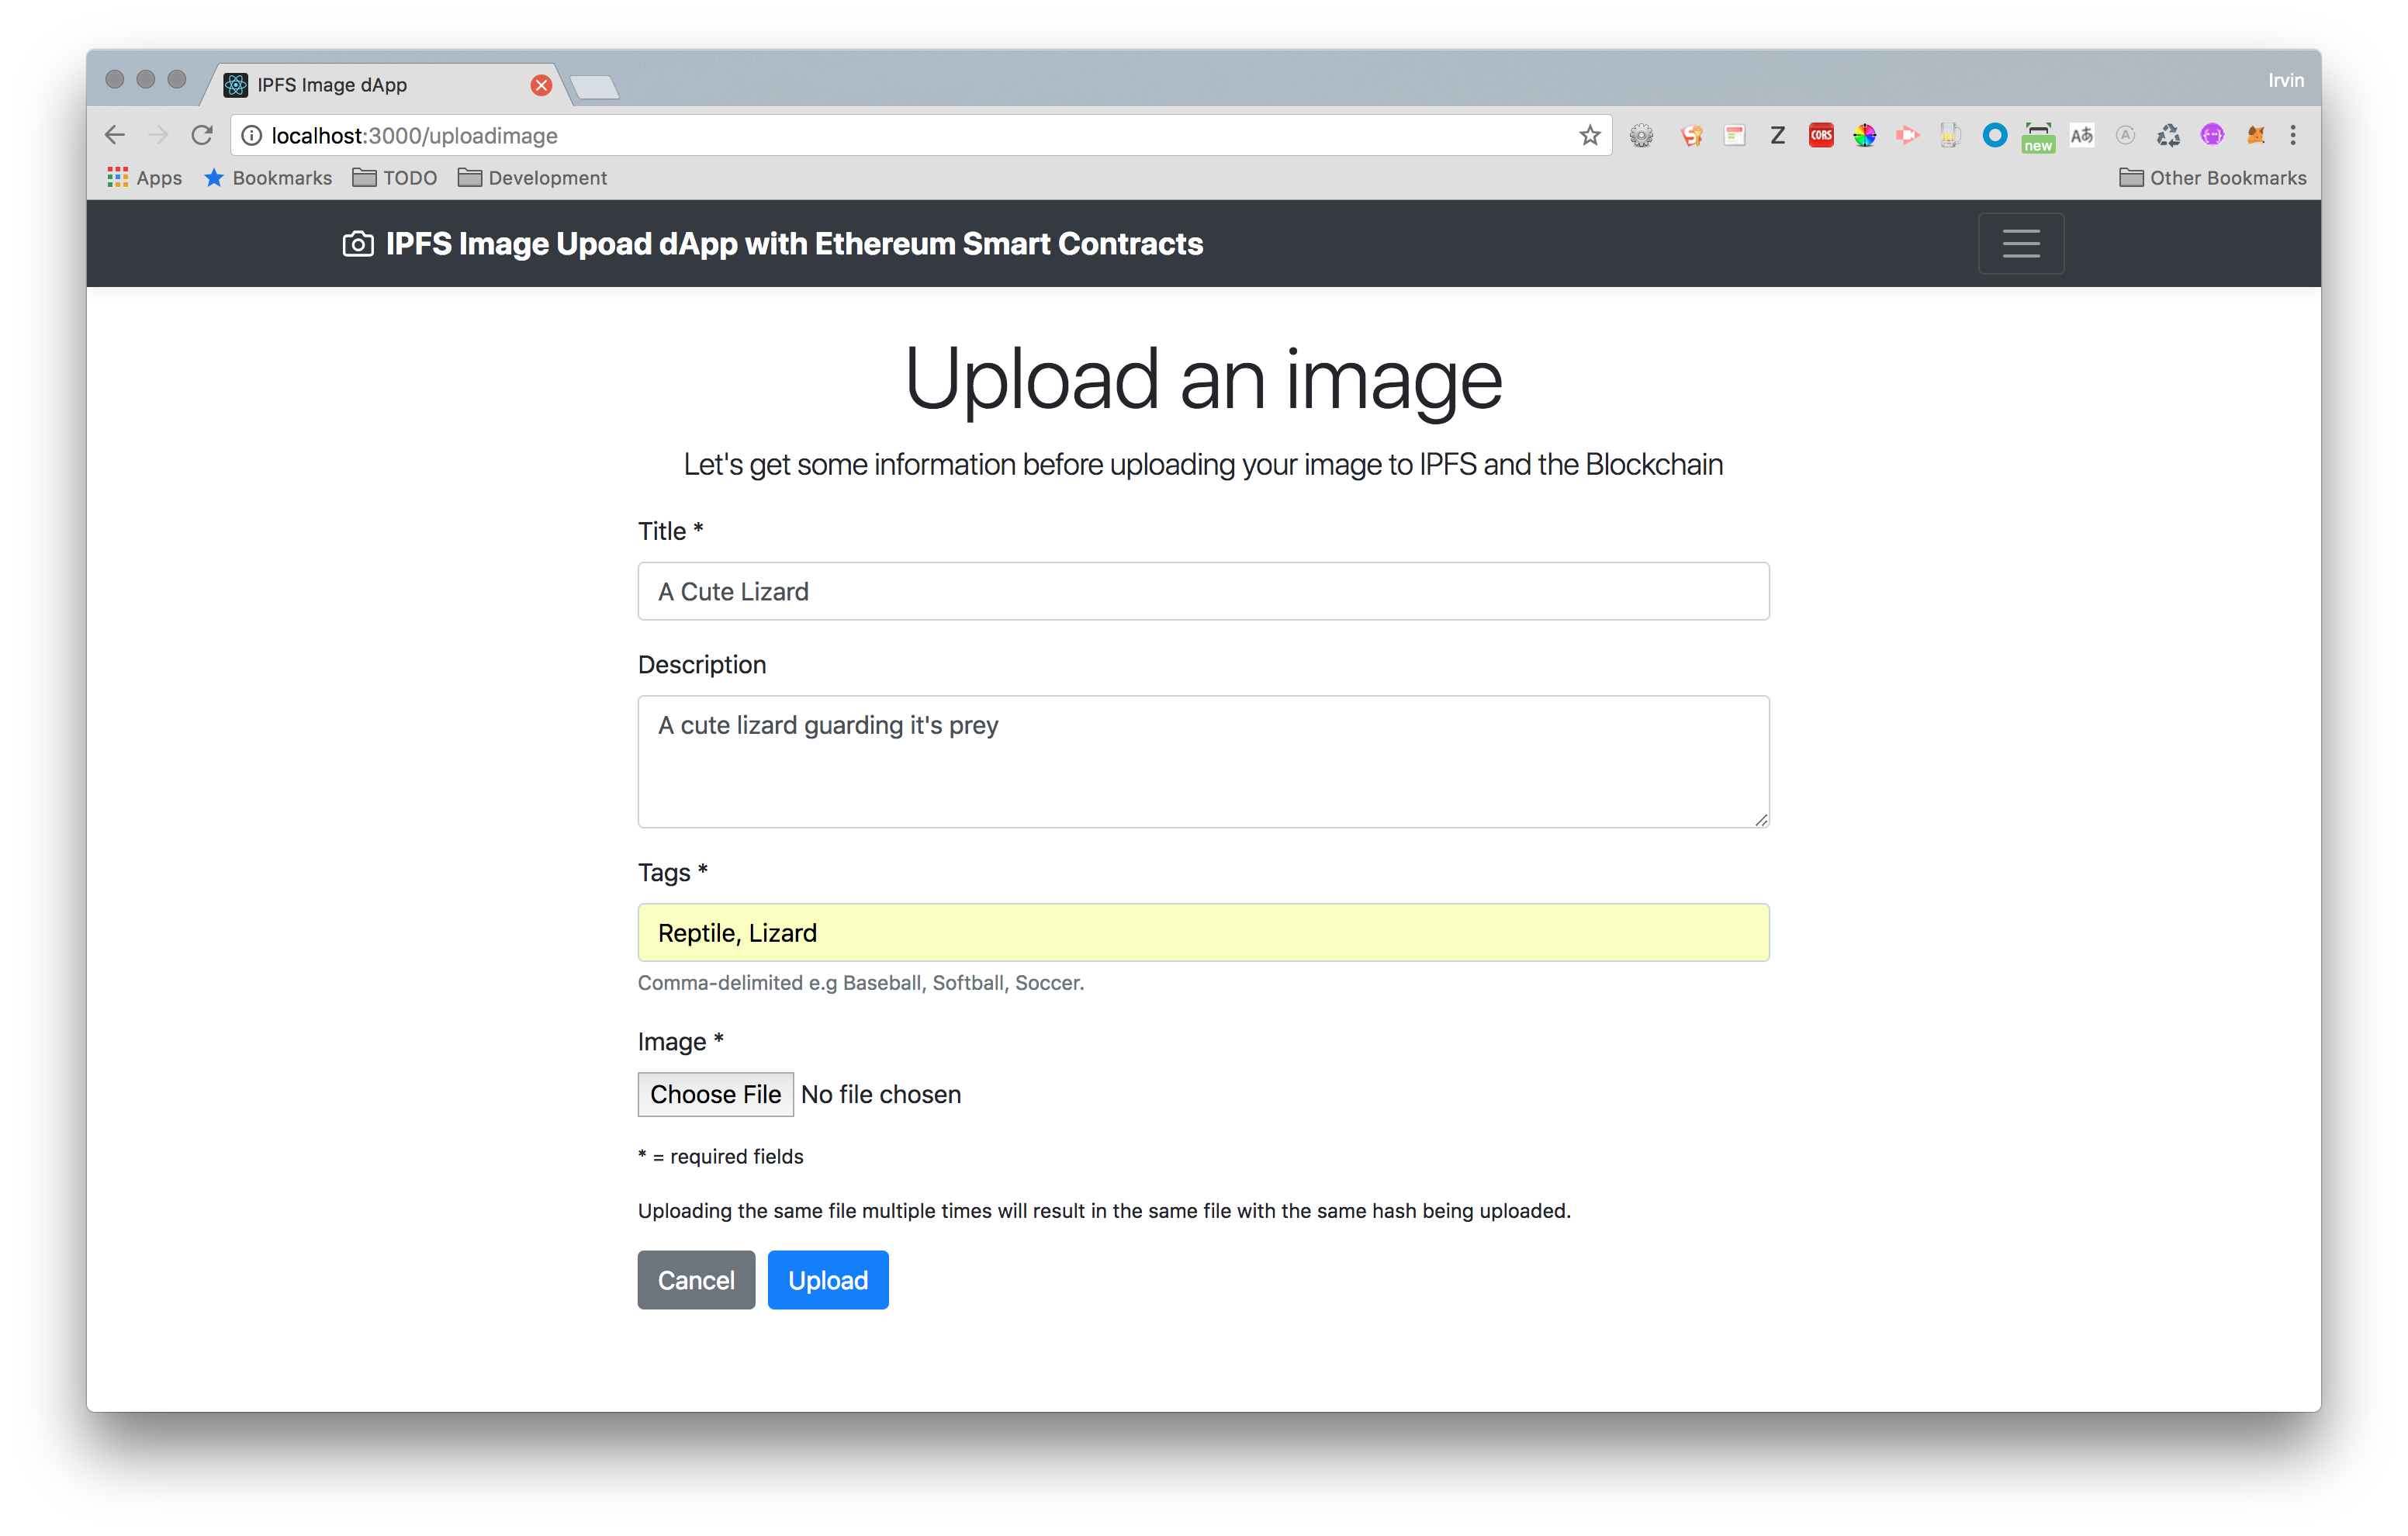 IPFS Image dApp
Irvin
localhost:3000/uploadimage
Z
CORS
new
Aあ
A
Apps
Bookmarks
TODO
Development
Other Bookmarks
IPFS Image Upoad dApp with Ethereum Smart Contracts
Upload an image
Let's get some information before uploading your image to IPFS and the Blockchain
Title *
A Cute Lizard
Description
A cute lizard guarding it's prey
Tags *
Reptile, Lizard
Comma-delimited e.g Baseball, Softball, Soccer.
Image *
Choose File No file chosen
* = required fields
Uploading the same file multiple times will result in the same file with the same hash being uploaded.
Cancel Upload